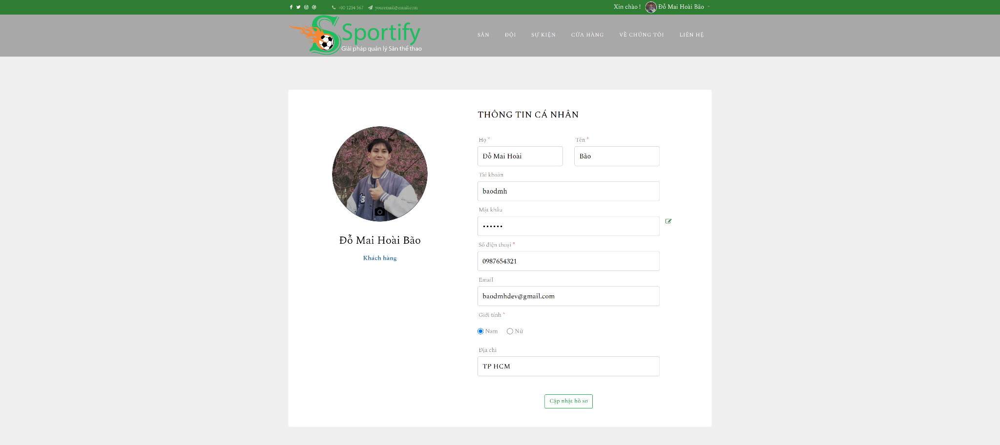 +00 1234 567 youremail@email.com Xin chào ! Đỗ Mai Hoài Bão
Sportify
Giải pháp quản lý Sân thể thao
SÂN ĐỘI SỰ KIỆN CỬA HÀNG VỀ CHÚNG TÔI LIÊN HỆ
THÔNG TIN CÁ NHÂN
Họ * Tên *
Đỗ Mai Hoài Bão
Tài khoản
baodmh
Mật khẩu
••••••
Số điện thoại *
0987654321
Email
baodmhdev@gmail.com
Giới tính *
Nam Nữ
Địa chỉ
TP HCM
Cập nhật hồ sơ
Đỗ Mai Hoài Bão
Khách hàng